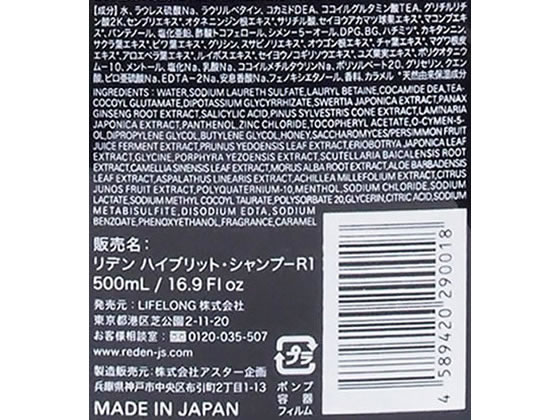 【成分】水、ラウレス硫酸Na、ラウリルベタイン、コカミドDEA、ココイルグルタミン酸TEA、グリチルリチン
酸2K、センブリエキス*、オタネニンジン根エキス*、サリチル酸、セイヨウアカマツ球果エキス*、マコンブエキ
ス*、パンテノール、塩化亜鉛、酢酸トコフェロール、シメン-5-オール、DPG、BG、ハチミツ*、カキタンニン*、
サクラ葉エキス*、ビワ葉エキス*、グリシン、スサビノリエキス*、オウゴン根エキス*、チャ葉エキス*、マグワ根皮
エキス*、アロエベラ葉エキス*、ルイボスエキス*、セイヨウノコギリソウエキス*、ユズ果実エキス*、ポリクオタニ
ウム-10、メントール、塩化Na、乳酸Na、ココイルメチルタウリンNa、ポリソルベート20、グリセリン、クエン
酸、ピロ亜硫酸Na、EDTA-2Na、安息香酸Na、フェノキシエタノール、香料、カラメル *天然由来保湿成分
INGREDIENTS : WATER,SODIUM LAURETH SULFATE,LAURYL BETAINE,COCAMIDE DEA,TEA-
COCOYL GLUTAMATE,DIPOTASSIUM GLYCYRRHIZATE,SWERTIA JAPONICA EXTRACT,PANAX
GINSENG ROOT EXTRACT,SALICYLIC ACID,PINUS SYLVESTRIS CONE EXTRACT,LAMINARIA
JAPONICA EXTRACT,PANTHENOL,ZINC CHLORIDE,TOCOPHERYL ACETATE,O-CYMEN-5-
OL,DIPROPYLENE GLYCOL,BUTYLENE GLYCOL,HONEY,SACCHAROMYCES/PERSIMMON FRUIT
JUICE FERMENT EXTRACT,PRUNUS YEDOENSIS LEAF EXTRACT,ERIOBOTRYA JAPONICA LEAF
EXTRACT,GLYCINE,PORPHYRA YEZOENSIS EXTRACT,SCUTELLARIA BAICALENSIS ROOT
EXTRACT,CAMELLIA SINENSIS LEAF EXTRACT,MORUS ALBA ROOT EXTRACT,ALOE BARBADENSIS
LEAF EXTRACT,ASPALATHUS LINEARIS EXTRACT,ACHILLEA MILLEFOLIUM EXTRACT,CITRUS
JUNOS FRUIT EXTRACT,POLYQUATERNIUM-10,MENTHOL,SODIUM CHLORIDE,SODIUM
LACTATE,SODIUM METHYL COCOYL TAURATE,POLYSORBATE 20,GLYCERIN,CITRIC ACID,SODIUM
METABISULFITE,DISODIUM EDTA,SODIUM
BENZOATE,PHENOXYETHANOL,FRAGRANCE,CARAMEL
販売名:
リデン ハイブリット・シャンプーR1
500mL / 16.9 Fl oz
発売元: LIFELONG 株式会社
東京都港区芝公園2-11-20
お客様相談室: 0120-035-507
www.reden-js.com
製造販売元: 株式会社アスター企画
兵庫県神戸市中央区布引町2丁目1-13
MADE IN JAPAN
プラ
ポンプ
容器
フィルム
4 589420 290018